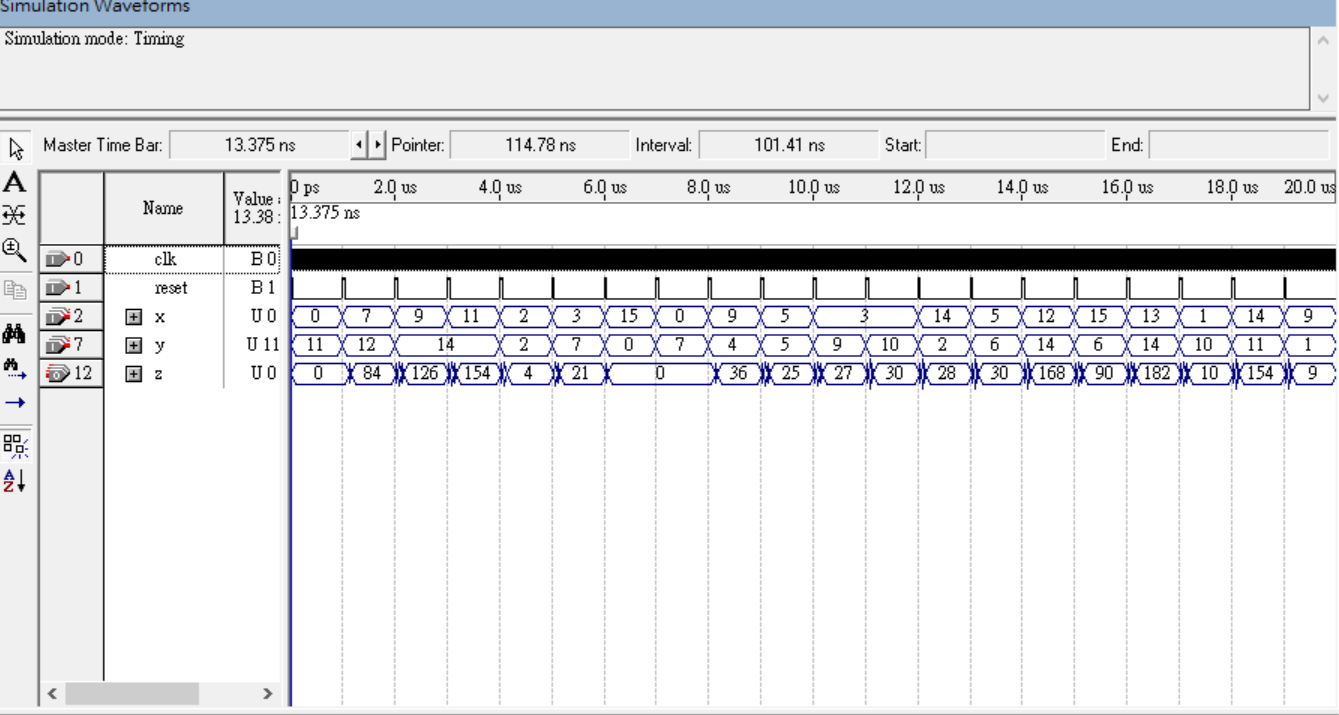 Simulation Waveforms
Simulation mode: Timing
Master Time Bar: 13.375 ns Pointer: 114.78 ns Interval: 101.41 ns Start: End:
Name Value 13.38 0 ps 2.0 us 4.0 us 6.0 us 8.0 us 10.0 us 12.0 us 14.0 us 16.0 us 18.0 us 20.0 us
13.375 ns
0 clk B 0
1 reset B 1
2 x U 0 0 7 9 11 2 3 15 0 9 5 3 14 5 12 15 13 1 14 9
7 y U 11 11 12 14 2 7 0 7 4 5 9 10 2 6 14 6 14 10 11 1
12 z U 0 0 84 126 154 4 21 0 36 25 27 30 28 30 168 90 182 10 154 9